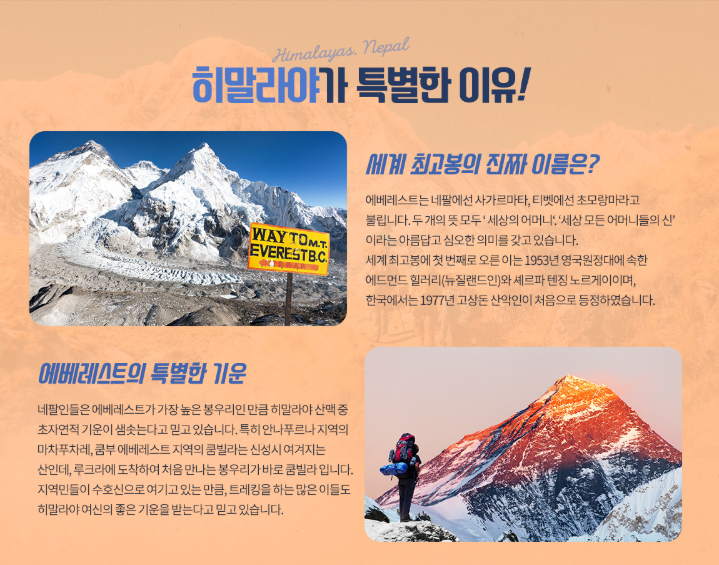 Himalayas. Nepal
히말라야가 특별한 이유!
WAY TO M.T.
EVEREST B.C.
세계 최고봉의 진짜 이름은?
에베레스트는 네팔에선 사가르마타, 티벳에선 초모랑마라고
불립니다. 두 개의 뜻 모두 ‘ 세상의 어머니‘. ‘세상 모든 어머니들의 신’
이라는 아름답고 심오한 의미를 갖고 있습니다.
세계 최고봉에 첫 번째로 오른 이는 1953년 영국원정대에 속한
에드먼드 힐러리(뉴질랜드인)와 셰르파 텐징 노르게이이며,
한국에서는 1977년 고상돈 산악인이 처음으로 등정하였습니다.
에베레스트의 특별한 기운
네팔인들은 에베레스트가 가장 높은 봉우리인 만큼 히말라야 산맥 중
초자연적 기운이 샘솟는다고 믿고 있습니다. 특히 안나푸르나 지역의
마차푸차레, 쿰부 에베레스트 지역의 쿰빌라는 신성시 여겨지는
산인데, 루크라에 도착하여 처음 만나는 봉우리가 바로 쿰빌라 입니다.
지역민들이 수호신으로 여기고 있는 만큼, 트레킹을 하는 많은 이들도
히말라야 여신의 좋은 기운을 받는다고 믿고 있습니다.